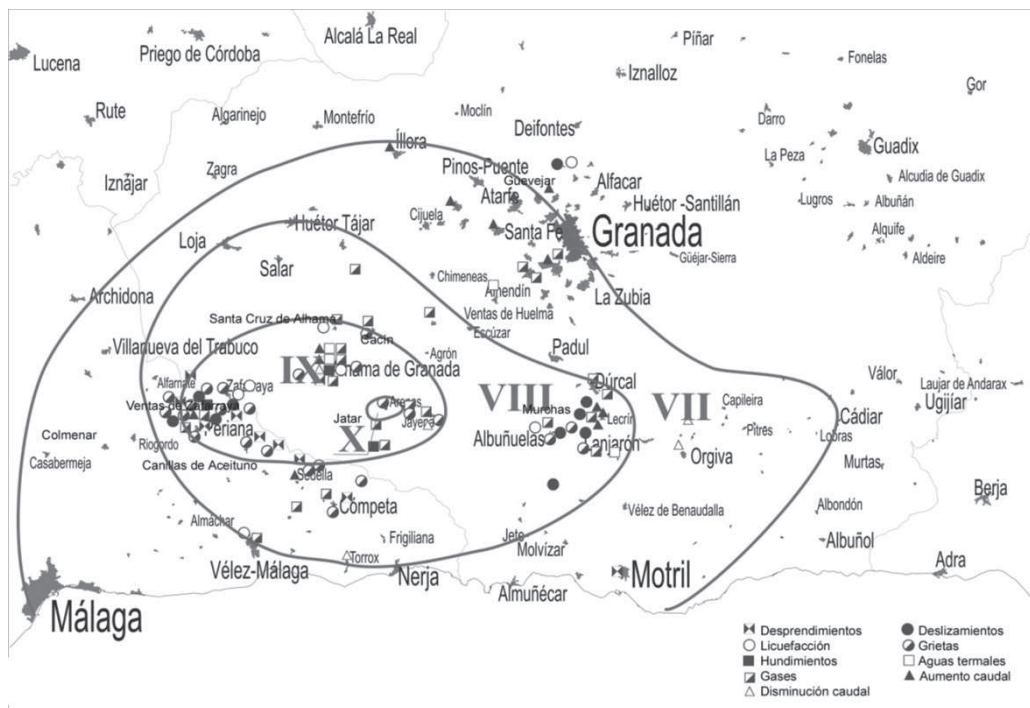 Lucena
Priego de Córdoba
Alcalá La Real
Píñar
Fonelas
Iznalloz
Gor
Rute
Algarinejo
Montefrío
Moclín
Deifontes
Darro
Guadix
Íllora
La Peza
Iznájar
Zagra
Pinos-Puente
Güevejar
Alfacar
Alcudia de Guadix
Atarfe
Cijuela
Huétor -Santillán
Lugros
Albuñán
Huétor Tájar
Santa Fe
Granada
Loja
Alquife
Salar
Güéjar-Sierra
Aldeire
Chimeneas
Archidona
La Zubia
Ventas de Huelma
Santa Cruz de Alhama
Escúzar
Cacín
Villanueva del Trabuco
Agrón
Padul
IX
hama de Granada
Válor
Alfarnate
Zafarraya
Dúrcal
Laujar de Andarax
VIII
VII
Arenas
Capileira
Ugíjar
Ventas de Zafarraya
Murchas
Cádiar
Jatar
Jayena
Lecrín
Periana
Pitres
Colmenar
X
Albuñuelas
Lobras
Riogordo
Lanjarón
Orgiva
Casabermeja
Murtas
Canillas de Aceituno
Sedella
Berja
Competa
Albondón
Vélez de Benaudalla
Almáchar
Frigiliana
Jete
Albuñol
Molvízar
Vélez-Málaga
Torrox
Nerja
Adra
Motril
Almuñécar
Málaga
Desprendimientos
Deslizamientos
Licuefacción
Grietas
Hundimientos
Aguas termales
Gases
Aumento caudal
Disminución caudal